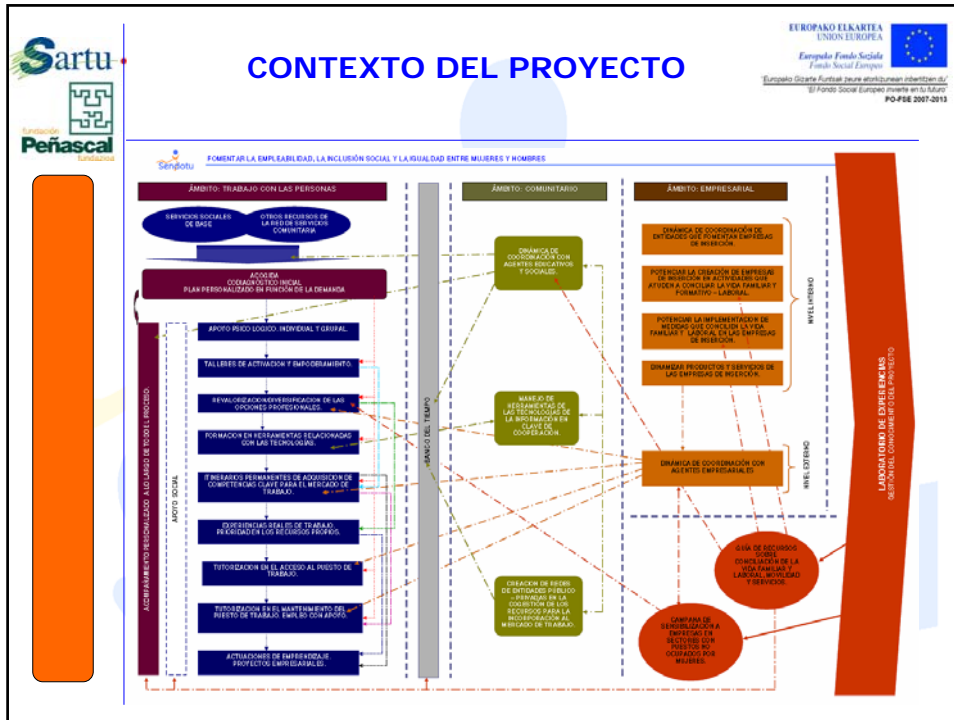 Sartu
fundación
Peñascal
fundazioa
CONTEXTO DEL PROYECTO
EUROPAKO ELKARTEA
UNION EUROPEA
Europako Fondo Soziala
Fondo Social Europeo
"Europako Gizarte Funtsak zeure etorkizunean inbertitzen du"
"El Fondo Social Europeo invierte en tu futuro"
PO-FSE 2007-2013
Sendotu
FOMENTAR LA EMPLEABILIDAD, LA INCLUSIÓN SOCIAL Y LA IGUALDAD ENTRE MUJERES Y HOMBRES
ÁMBITO: TRABAJO CON LAS PERSONAS
SERVICIOS SOCIALES
DE BASE
OTROS RECURSOS DE
LA RED DE SERVICIOS
COMUNITARIA
ACOGIDA
CODIAGNÓSTICO INICIAL
PLAN PERSONALIZADO EN FUNCIÓN DE LA DEMANDA
ACOMPAÑAMIENTO PERSONALIZADO A LO LARGO DE TODO EL PROCESO.
APOYO SOCIAL
APOYO PSICO LOGICO. INDIVIDUAL Y GRUPAL.
TALLERES DE ACTIVACION Y EMPODERAMIENTO.
REVALORIZACION/DIVERSIFICACION DE LAS
OPCIONES PROFESIONALES.
FORMACION EN HERRAMIENTAS RELACIONADAS
CON LAS TECNOLOGÍAS.
ITINERARIOS PERMANENTES DE ADQUISICION DE
COMPETENCIAS CLAVE PARA EL MERCADO DE
TRABAJO.
EXPERIENCIAS REALES DE TRABAJO
PRIORIDAD EN LOS RECURSOS PROPIOS.
TUTORIZACION EN EL ACCESO AL PUESTO DE
TRABAJO.
TUTORIZACION EN EL MANTENIMIENTO DEL
PUESTO DE TRABAJO. EMPLEO CON APOYO.
ACTUACIONES DE EMPRENDIZAJE.
PROYECTOS EMPRESARIALES.
BANCO DEL TIEMPO
ÁMBITO: COMUNITARIO
DINÁMICA DE
COORDINACIÓN CON
AGENTES EDUCATIVOS
Y SOCIALES.
MANEJO DE
HERRAMIENTAS DE
LAS TECNOLOGÍAS DE
LA INFORMACIÓN EN
CLAVE DE
COOPERACIÓN.
CREACION DE REDES
DE ENTIDADES PÚBLICO
– PRIVADAS EN LA
COGESTIÓN DE LOS
RECURSOS PARA LA
INCORPORACIÓN AL
MERCADO DE TRABAJO.
ÁMBITO: EMPRESARIAL
DINÁMICA DE COORDINACIÓN DE
ENTIDADES QUE FOMENTAN EMPRESAS
DE INSERCIÓN.
POTENCIAR LA CREACIÓN DE EMPRESAS
DE INSERCIÓN EN ACTIVIDADES QUE
AYUDEN A CONCILIAR LA VIDA FAMILIAR Y
FORMATIVO – LABORAL.
POTENCIAR LA IMPLEMENTACION DE
MEDIDAS QUE CONCILIEN LA VIDA
FAMILIAR Y LABORAL EN LAS EMPRESAS
DE INSERCIÓN.
DINAMIZAR PRODUCTOS Y SERVICIOS DE
LAS EMPRESAS DE INSERCIÓN.
NIVEL INTERNO
DINÁMICA DE COORDINACIÓN CON
AGENTES EMPRESARIALES
NIVEL EXTERNO
GUÍA DE RECURSOS
SOBRE
CONCILIACIÓN DE LA
VIDA FAMILIAR Y
LABORAL, MOVILIDAD
Y SERVICIOS.
CAMPAÑA DE
SENSIBILIZACIÓN A
EMPRESAS EN
SECTORES CON
PUESTOS NO
OCUPADOS POR
MUJERES.
LABORATORIO DE EXPERIENCIAS
GESTIÓN DEL CONOCIMIENTO DEL PROYECTO